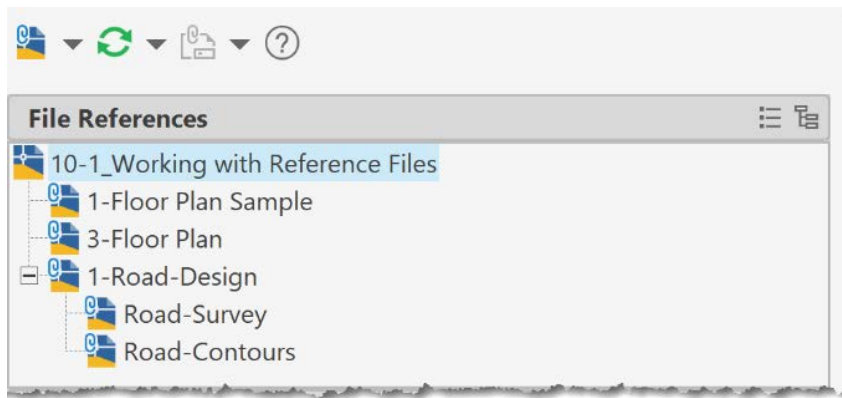 File References
10-1_Working with Reference Files
1-Floor Plan Sample
3-Floor Plan
1-Road-Design
Road-Survey
Road-Contours